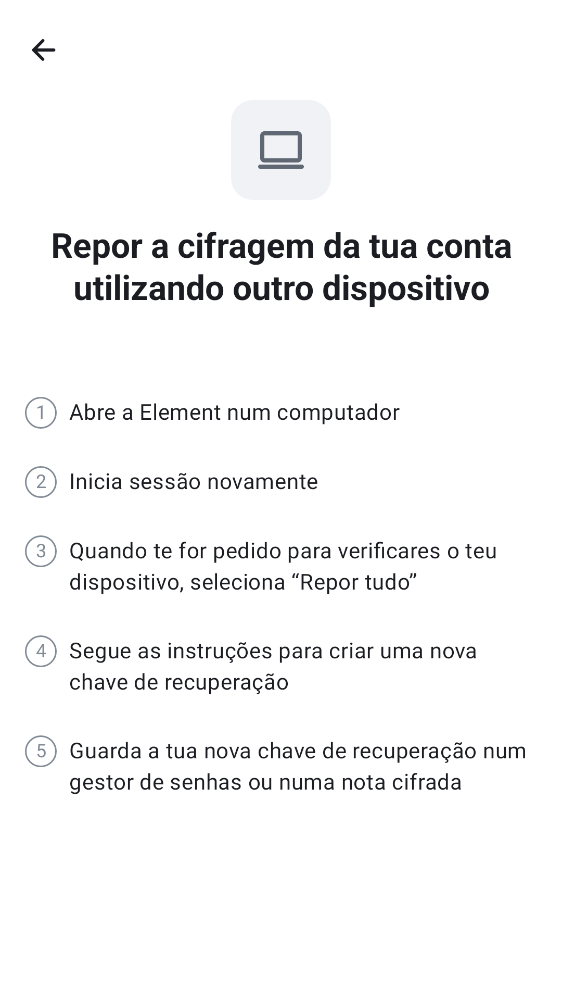 Repor a cifragem da tua conta
utilizando outro dispositivo
1 Abre a Element num computador
2 Inicia sessão novamente
3 Quando te for pedido para verificares o teu
dispositivo, seleciona “Repor tudo”
4 Segue as instruções para criar uma nova
chave de recuperação
5 Guarda a tua nova chave de recuperação num
gestor de senhas ou numa nota cifrada